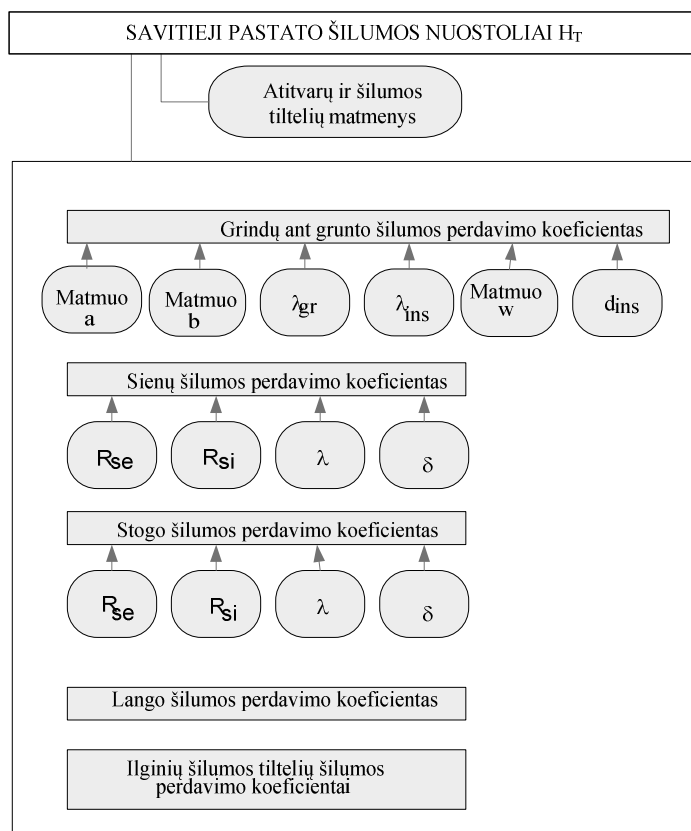 SAVITIEJI PASTATO ŠILUMOS NUOSTOLIAI HT
Atitvarų ir šilumos
tiltelių matmenys
Grindų ant grunto šilumos perdavimo koeficientas
Matmuo
a
Matmuo
b
λgr
λins
Matmuo
w
dins
Sienų šilumos perdavimo koeficientas
Rse
Rsi
λ
δ
Stogo šilumos perdavimo koeficientas
Rse
Rsi
λ
δ
Lango šilumos perdavimo koeficientas
Ilginių šilumos tiltelių šilumos
perdavimo koeficientai